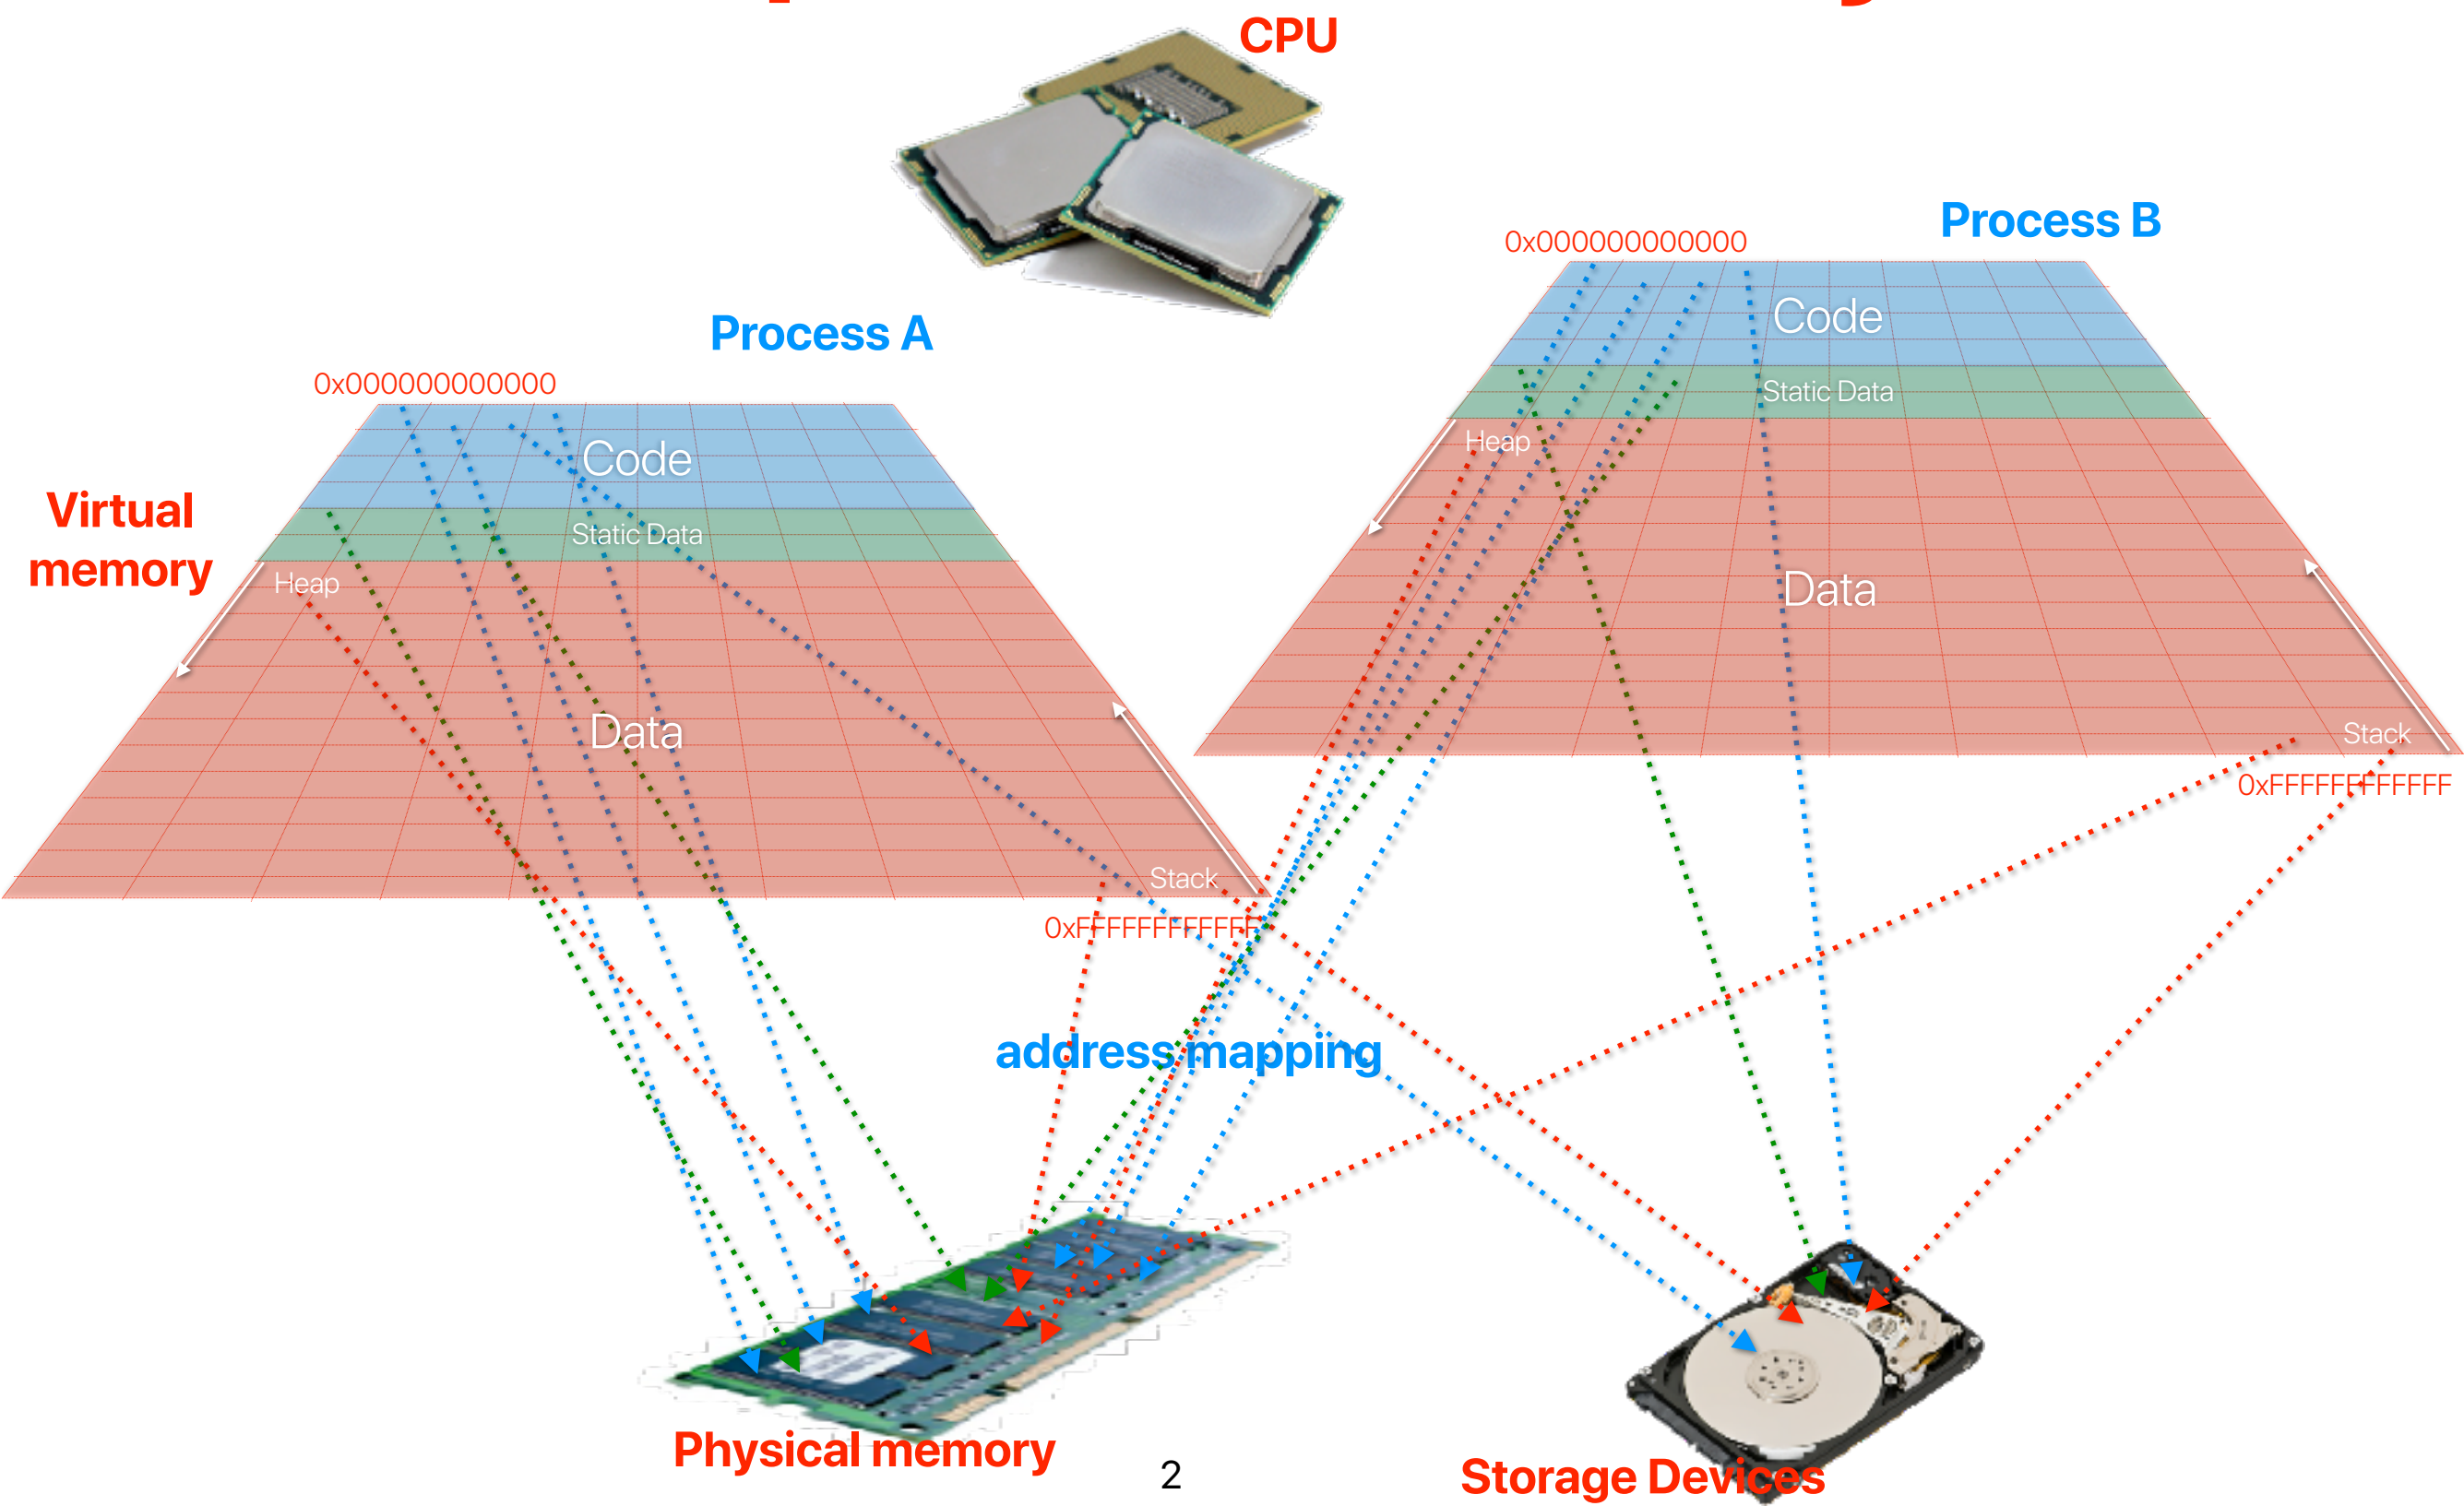 CPU
Process B
0x000000000000
Code
Process A
Static Data
0x000000000000
Heap
Code
Virtual
memory
Static Data
Heap
Data
Data
Stack
0xFFFFFFFFFFFF
Stack
0xFFFFFFFFFFFF
address mapping
Physical memory
2
Storage Devices